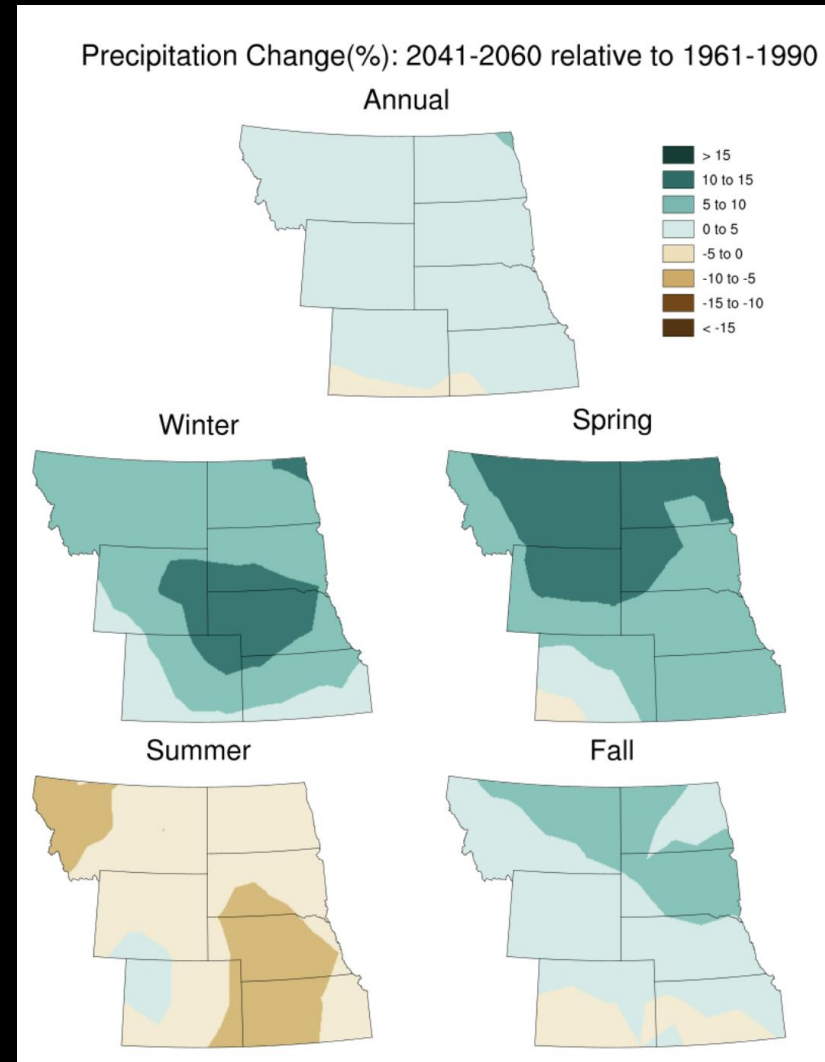 Precipitation Change(%): 2041-2060 relative to 1961-1990
Annual
> 15
10 to 15
5 to 10
0 to 5
-5 to 0
-10 to -5
-15 to -10
< -15
Winter
Spring
Summer
Fall